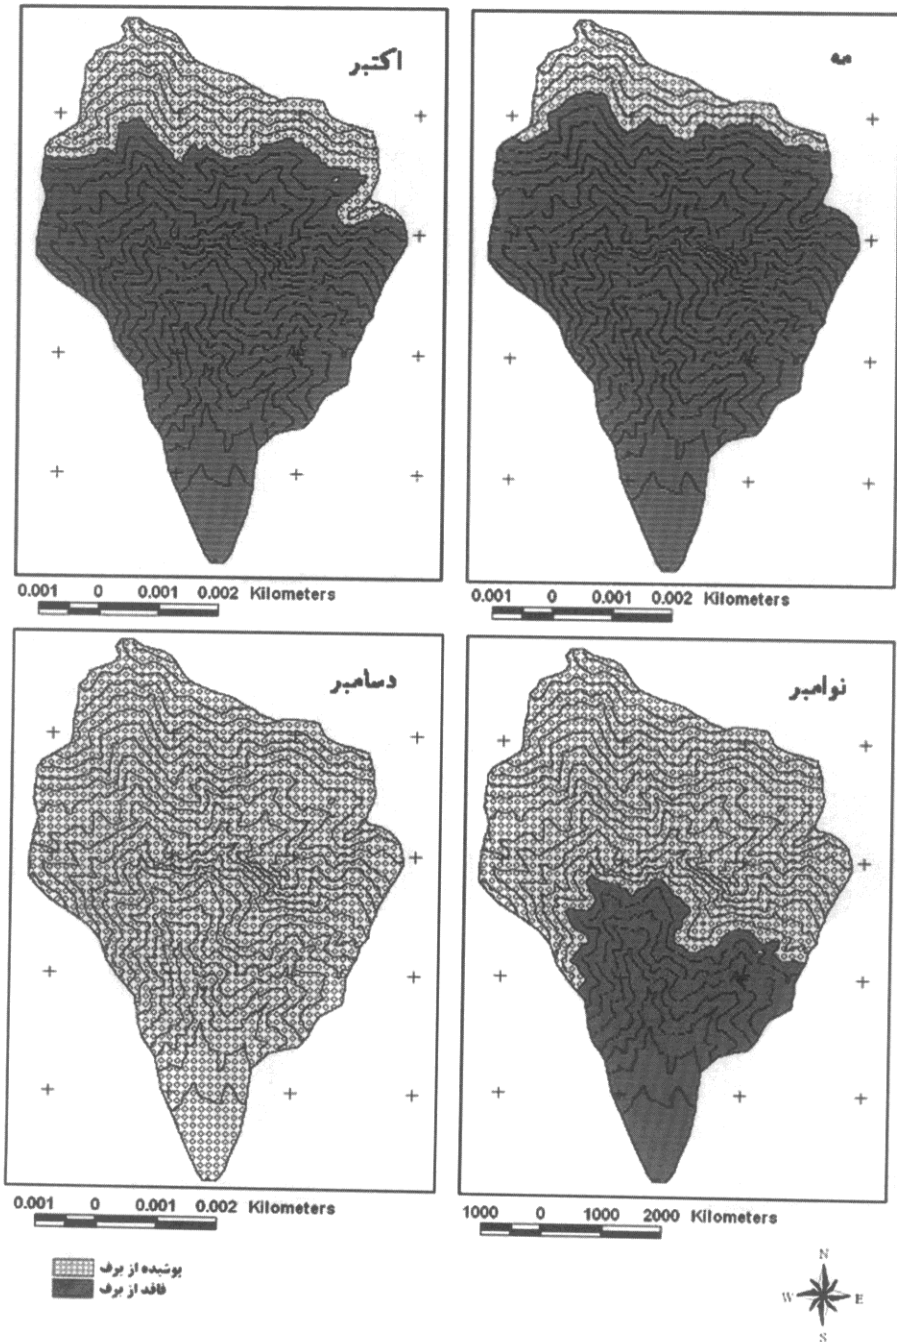 اکتبر
مه
0.001 0 0.001 0.002 Kilometers
0.001 0 0.001 0.002 Kilometers
دسامبر
نوامبر
0.001 0 0.001 0.002 Kilometers
1000 0 1000 2000 Kilometers
پوشیده از برف
فاقد از برف
N
W E
S